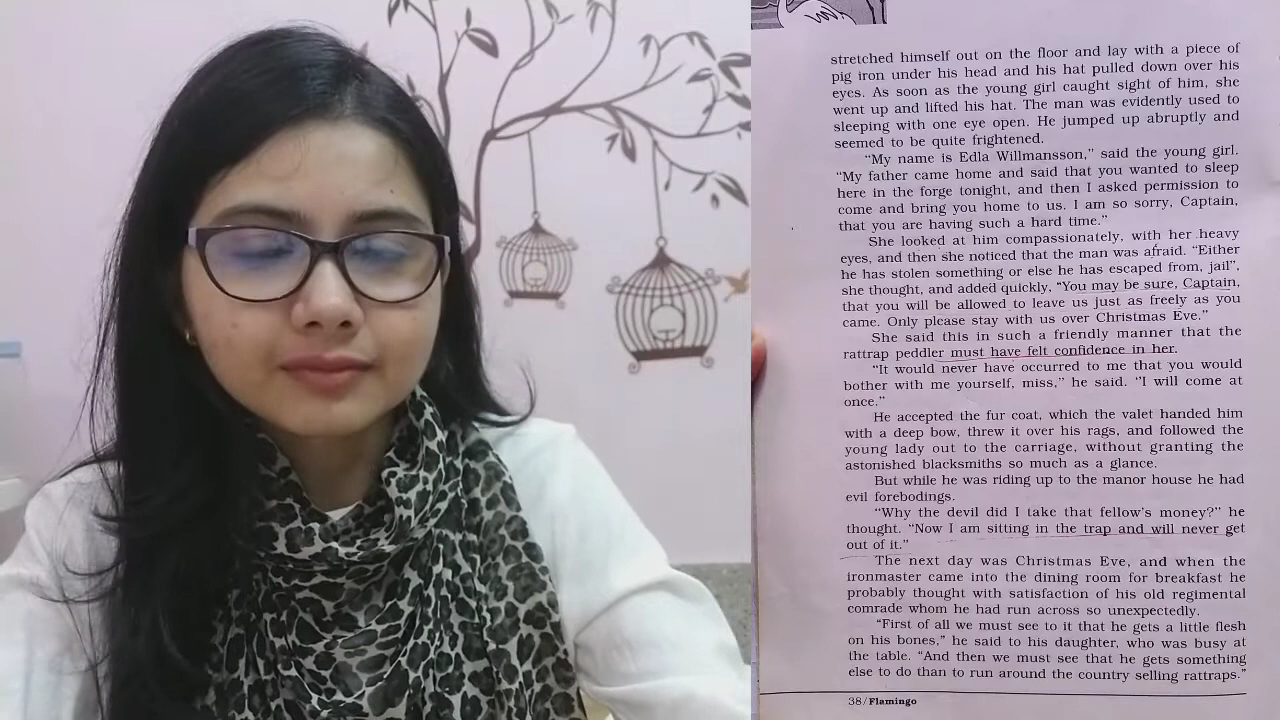 stretched himself out on the floor and lay with a piece of
pig iron under his head and his hat pulled down over his
eyes. As soon as the young girl caught sight of him, she
went up and lifted his hat. The man was evidently used to
sleeping with one eye open. He jumped up abruptly and
seemed to be quite frightened.
"My name is Edla Willmansson," said the young girl.
"My father came home and said that you wanted to sleep
here in the forge tonight, and then I asked permission to
come and bring you home to us. I am so sorry, Captain,
that you are having such a hard time."
She looked at him compassionately, with her heavy
eyes, and then she noticed that the man was afraid. "Either
he has stolen something or else he has escaped from, jail",
she thought, and added quickly, "You may be sure, Captain,
that you will be allowed to leave us just as freely as you
came. Only please stay with us over Christmas Eve."
She said this in such a friendly manner that the
rattrap peddler must have felt confidence in her.
"It would never have occurred to me that you would
bother with me yourself, miss," he said. "I will come at
once."
He accepted the fur coat, which the valet handed him
with a deep bow, threw it over his rags, and followed the
young lady out to the carriage, without granting the
astonished blacksmiths so much as a glance.
But while he was riding up to the manor house he had
evil forebodings.
"Why the devil did I take that fellow's money?" he
thought. "Now I am sitting in the trap and will never get
out of it."
The next day was Christmas Eve, and when the
ironmaster came into the dining room for breakfast he
probably thought with satisfaction of his old regimental
comrade whom he had run across so unexpectedly.
"First of all we must see to it that he gets a little flesh
on his bones," he said to his daughter, who was busy at
the table. "And then we must see that he gets something
else to do than to run around the country selling rattraps."
38/Flamingo